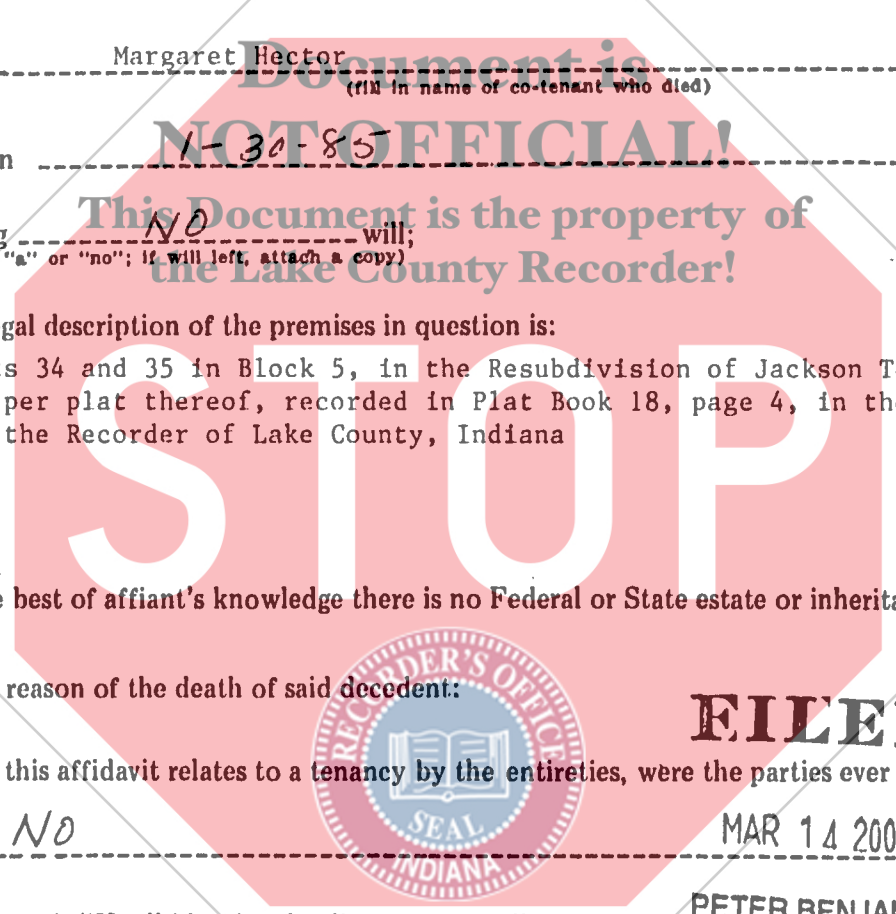 Margaret Hector
Document is
(fill in name of co-tenant who died)
NOT OFFICIAL!
n 1-30-85
This Document is the property of
g NO will;
"a" or "no"; if will left, attach a copy)
the Lake County Recorder!
gal description of the premises in question is:
s 34 and 35 in Block 5, in the Resubdivision of Jackson T
per plat thereof, recorded in Plat Book 18, page 4, in th
the Recorder of Lake County, Indiana
STOP
e best of affiant's knowledge there is no Federal or State estate or inherita
RECORDER'S OFFICE
reason of the death of said decedent:
FILE
this affidavit relates to a tenancy by the entireties, were the parties ever
SEAL
NO
MAR 14 200
INDIANA
PETER BENJA